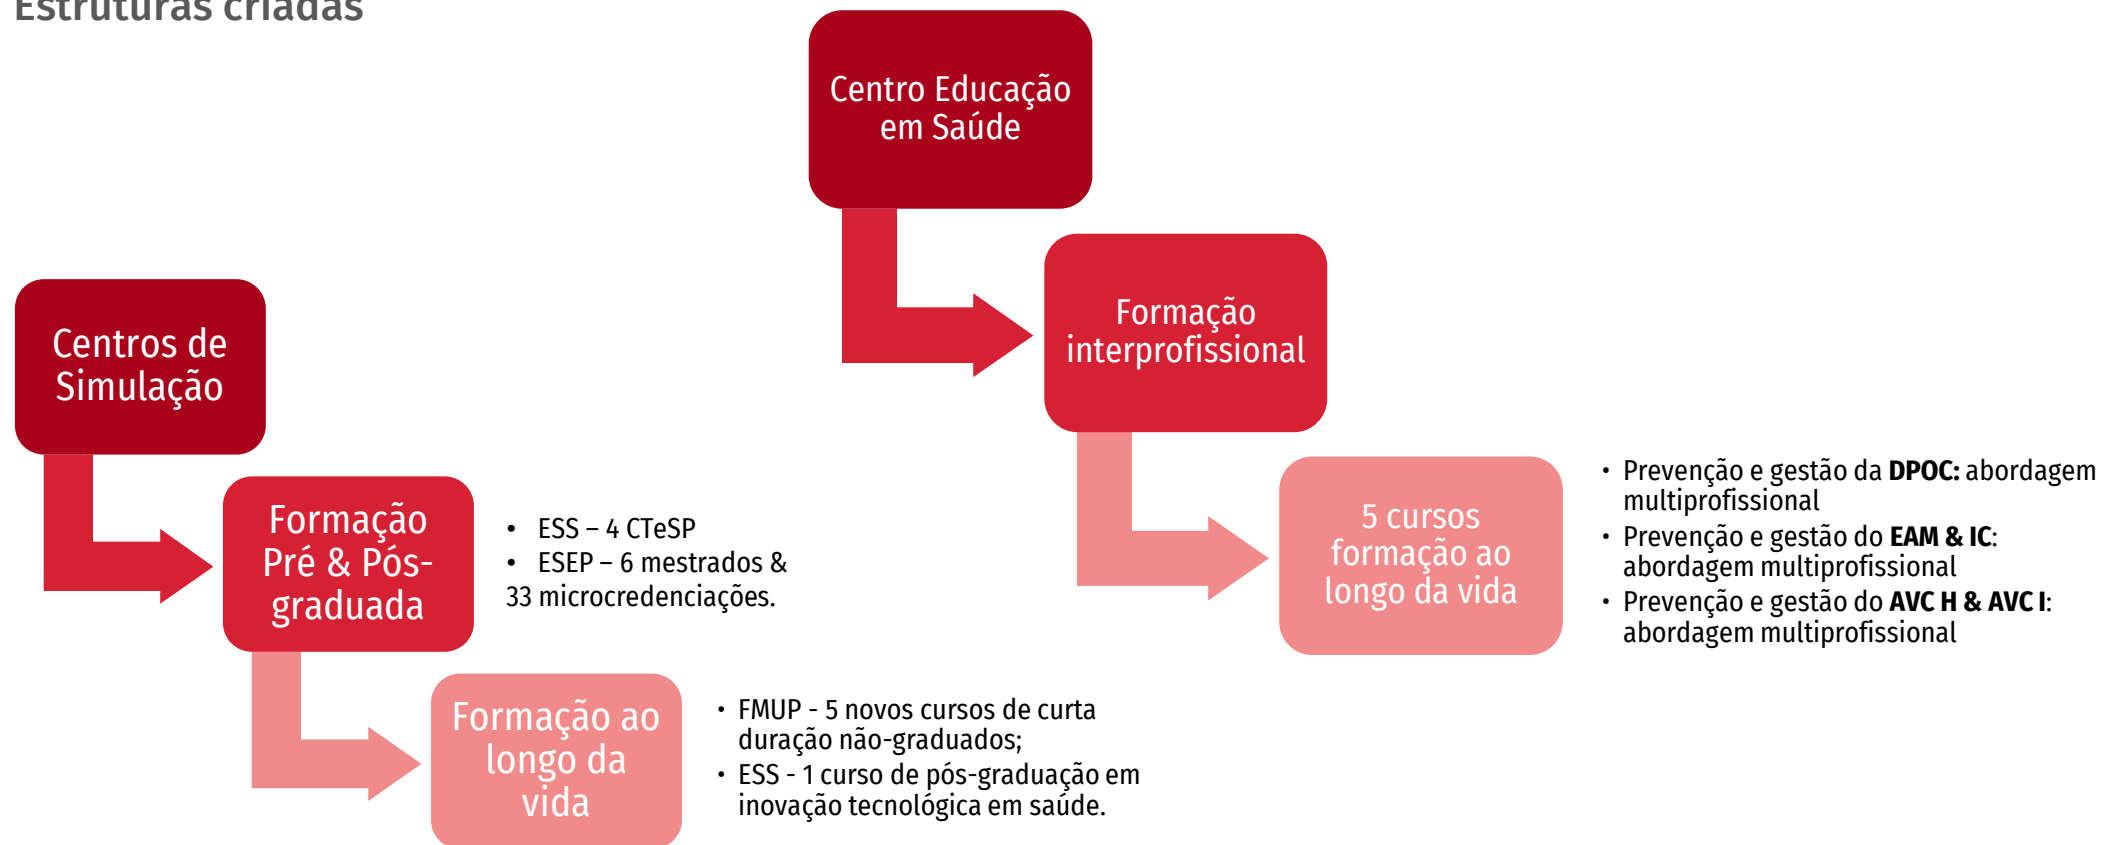 Estruturas criadas
Centro Educação
em Saúde
Formação
interprofissional
5 cursos
formação ao
longo da vida
• Prevenção e gestão da DPOC: abordagem
multiprofissional
• Prevenção e gestão do EAM & IC:
abordagem multiprofissional
• Prevenção e gestão do AVC H & AVC I:
abordagem multiprofissional
Centros de
Simulação
Formação
Pré & Pós-
graduada
• ESS – 4 CTeSP
• ESEP – 6 mestrados &
33 microcredenciações.
Formação ao
longo da
vida
• FMUP - 5 novos cursos de curta
duração não-graduados;
• ESS - 1 curso de pós-graduação em
inovação tecnológica em saúde.